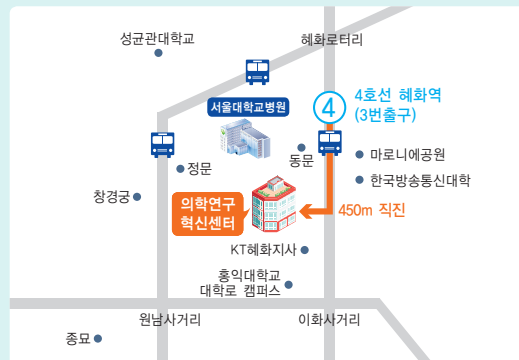 성균관대학교
혜화로터리
4
4호선 혜화역
(3번출구)
서울대학교병원
동문
마로니에공원
정문
한국방송통신대학
창경궁
의학연구
혁신센터
450m 직진
KT혜화지사
홍익대학교
대학로 캠퍼스
원남사거리
이화사거리
종묘